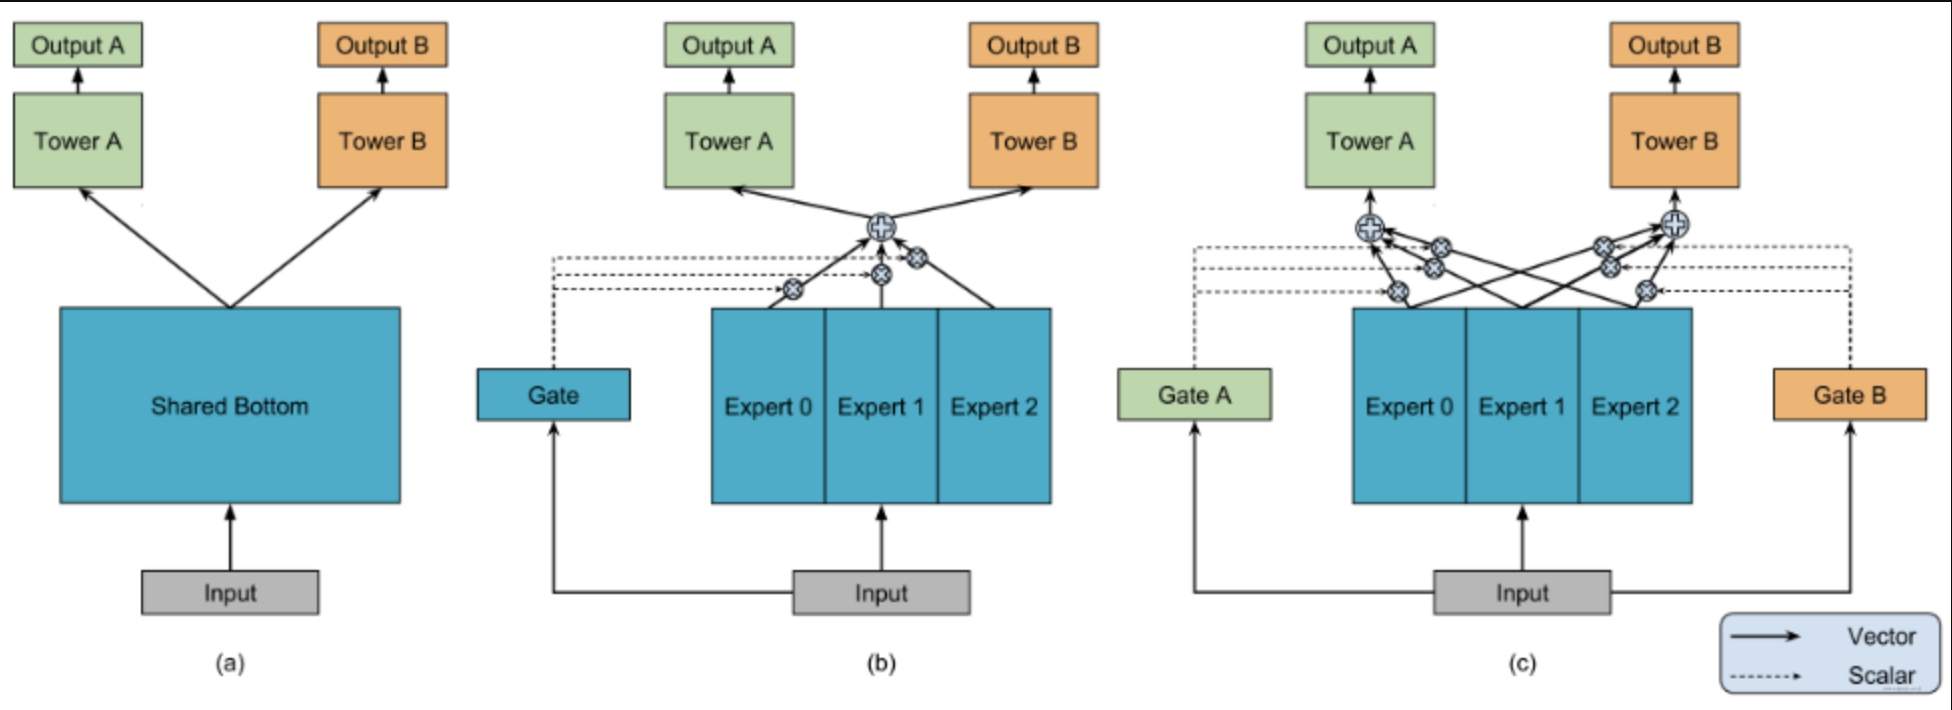 Output A
Output B
Tower A
Tower B
Shared Bottom
Input
(a)
Output A
Output B
Tower A
Tower B
Gate
Expert 0
Expert 1
Expert 2
Input
(b)
Output A
Output B
Tower A
Tower B
Gate A
Expert 0
Expert 1
Expert 2
Gate B
Input
(c)
Vector
Scalar